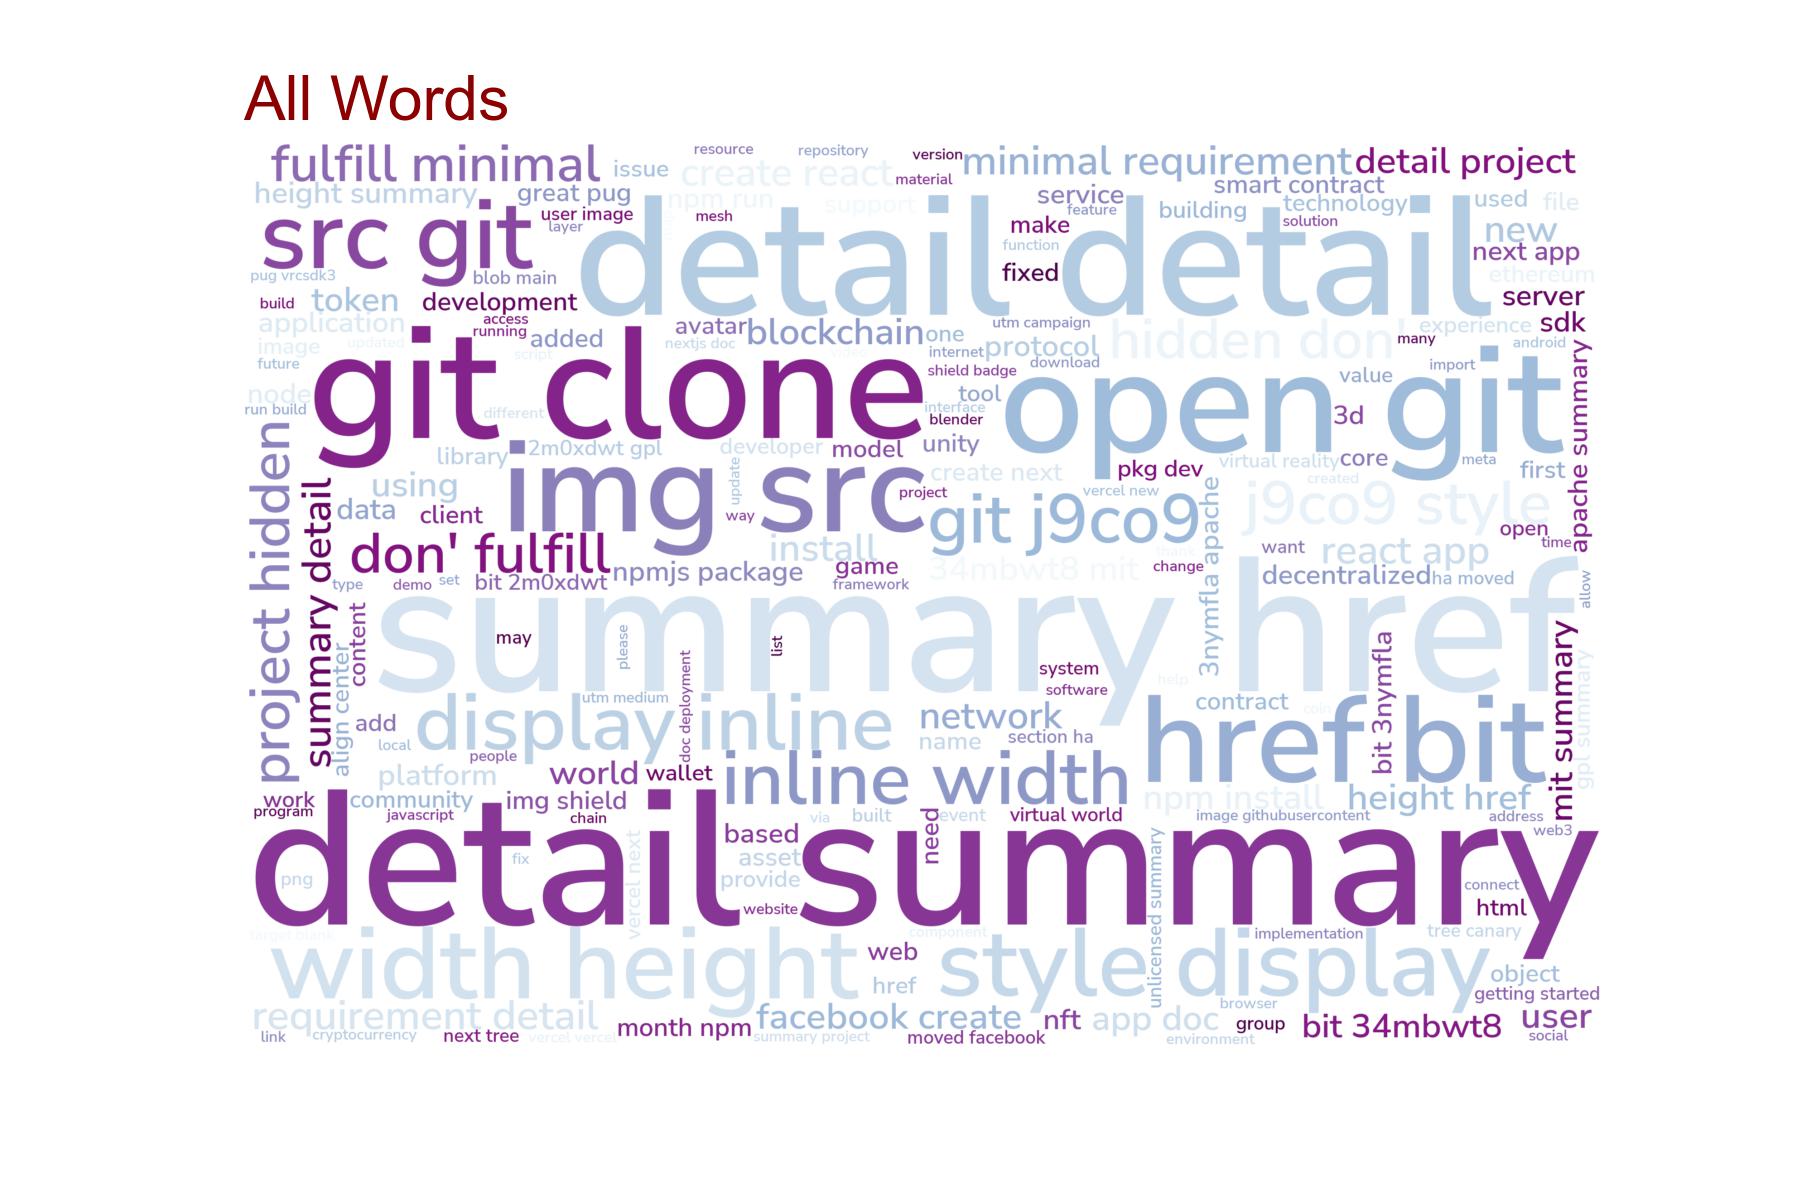 All Words
fulfill minimal
issue
resource
repository
create react
version
material
minimal requirement
detail project
height summary
great pug
npm run
support
service
smart contract
used
file
src git
user image
layer
mesh
detail detail
make
feature
building
technology
solution
new
function
fixed
next app
ethereum
pug vrcsdk3
blob main
build
token
development
server
application
access
running
added
avatar
blockchain
one
utm campaign
hidden don'
experience
sdk
image
updated
script
nextjs doc
video
internet
protocol
many
android
future
git clone
shield badge
download
open git
value
import
node
run build
different
tool
interface
blender
3d
apache summary
library
2m0xdwt gpl
developer
model
unity
virtual reality
core
meta
first
project hidden
summary detail
using
img src
update
create next
pkg dev
created
project
vercel new
data
client
way
git j9co9
3nymfla apache
j9co9 style
open
time
don' fulfill
install
thank
want
react app
type
demo
set
bit 2m0xdwt
npmjs package
game
framework
34mbwt8 mit
change
decentralized
ha moved
allow
summary href
content
may
please
list
system
software
help
bit 3nymfla
mit summary
gpl summary
align center
add
display inline
utm medium
doc deployment
network
contract
coin
href bit
local
people
name
section ha
platform
world
wallet
inline width
work
program
community
img shield
javascript
chain
via
built
event
virtual world
npm install
height href
image githubusercontent
address
web3
detail summary
png
fix
vercel next
based
asset
provide
website
need
unlicensed summary
connect
html
target blank
width height
web
component
style display
implementation
tree canary
href
object
getting started
requirement detail
facebook create
nft
app doc
browser
group
bit 34mbwt8
user
link
cryptocurrency
next tree
vercel vercel
month npm
summary project
moved facebook
environment
social